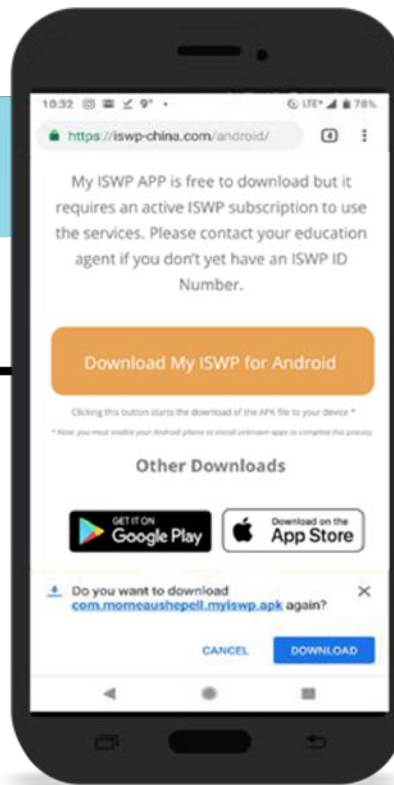 10:32 9° •
LTE+ 78%
https://iswp-china.com/android/
4
My ISWP APP is free to download but it
requires an active ISWP subscription to use
the services. Please contact your education
agent if you don't yet have an ISWP ID
Number.
Download My ISWP for Android
Clicking this button starts the download of the APK file to your device *
* Note: you must enable your Android phone to install unknown apps to complete this process
Other Downloads
GET IT ON
Google Play
Download on the
App Store
Do you want to download
com.morneaushepell.myiswp.apk again?
CANCEL
DOWNLOAD